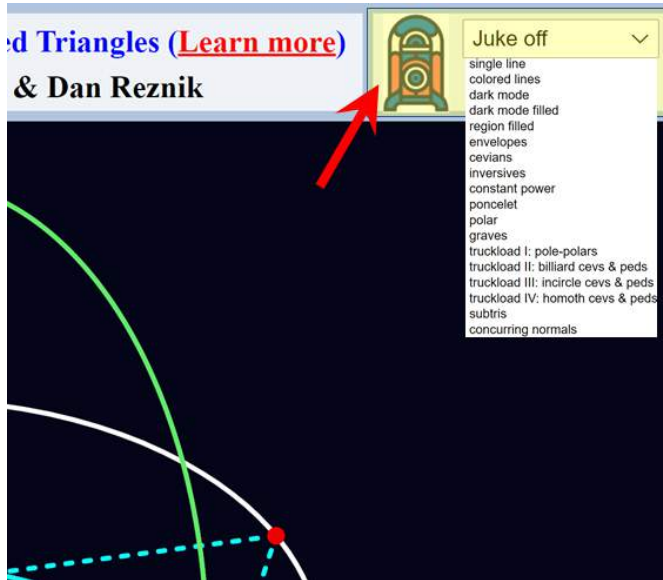 ed Triangles (Learn more)
& Dan Reznik
Juke off
single line
colored lines
dark mode
dark mode filled
region filled
envelopes
cevians
inversives
constant power
poncelet
polar
graves
truckload I: pole-polars
truckload II: billiard cevs & peds
truckload III: incircle cevs & peds
truckload IV: homoth cevs & peds
subtris
concurring normals